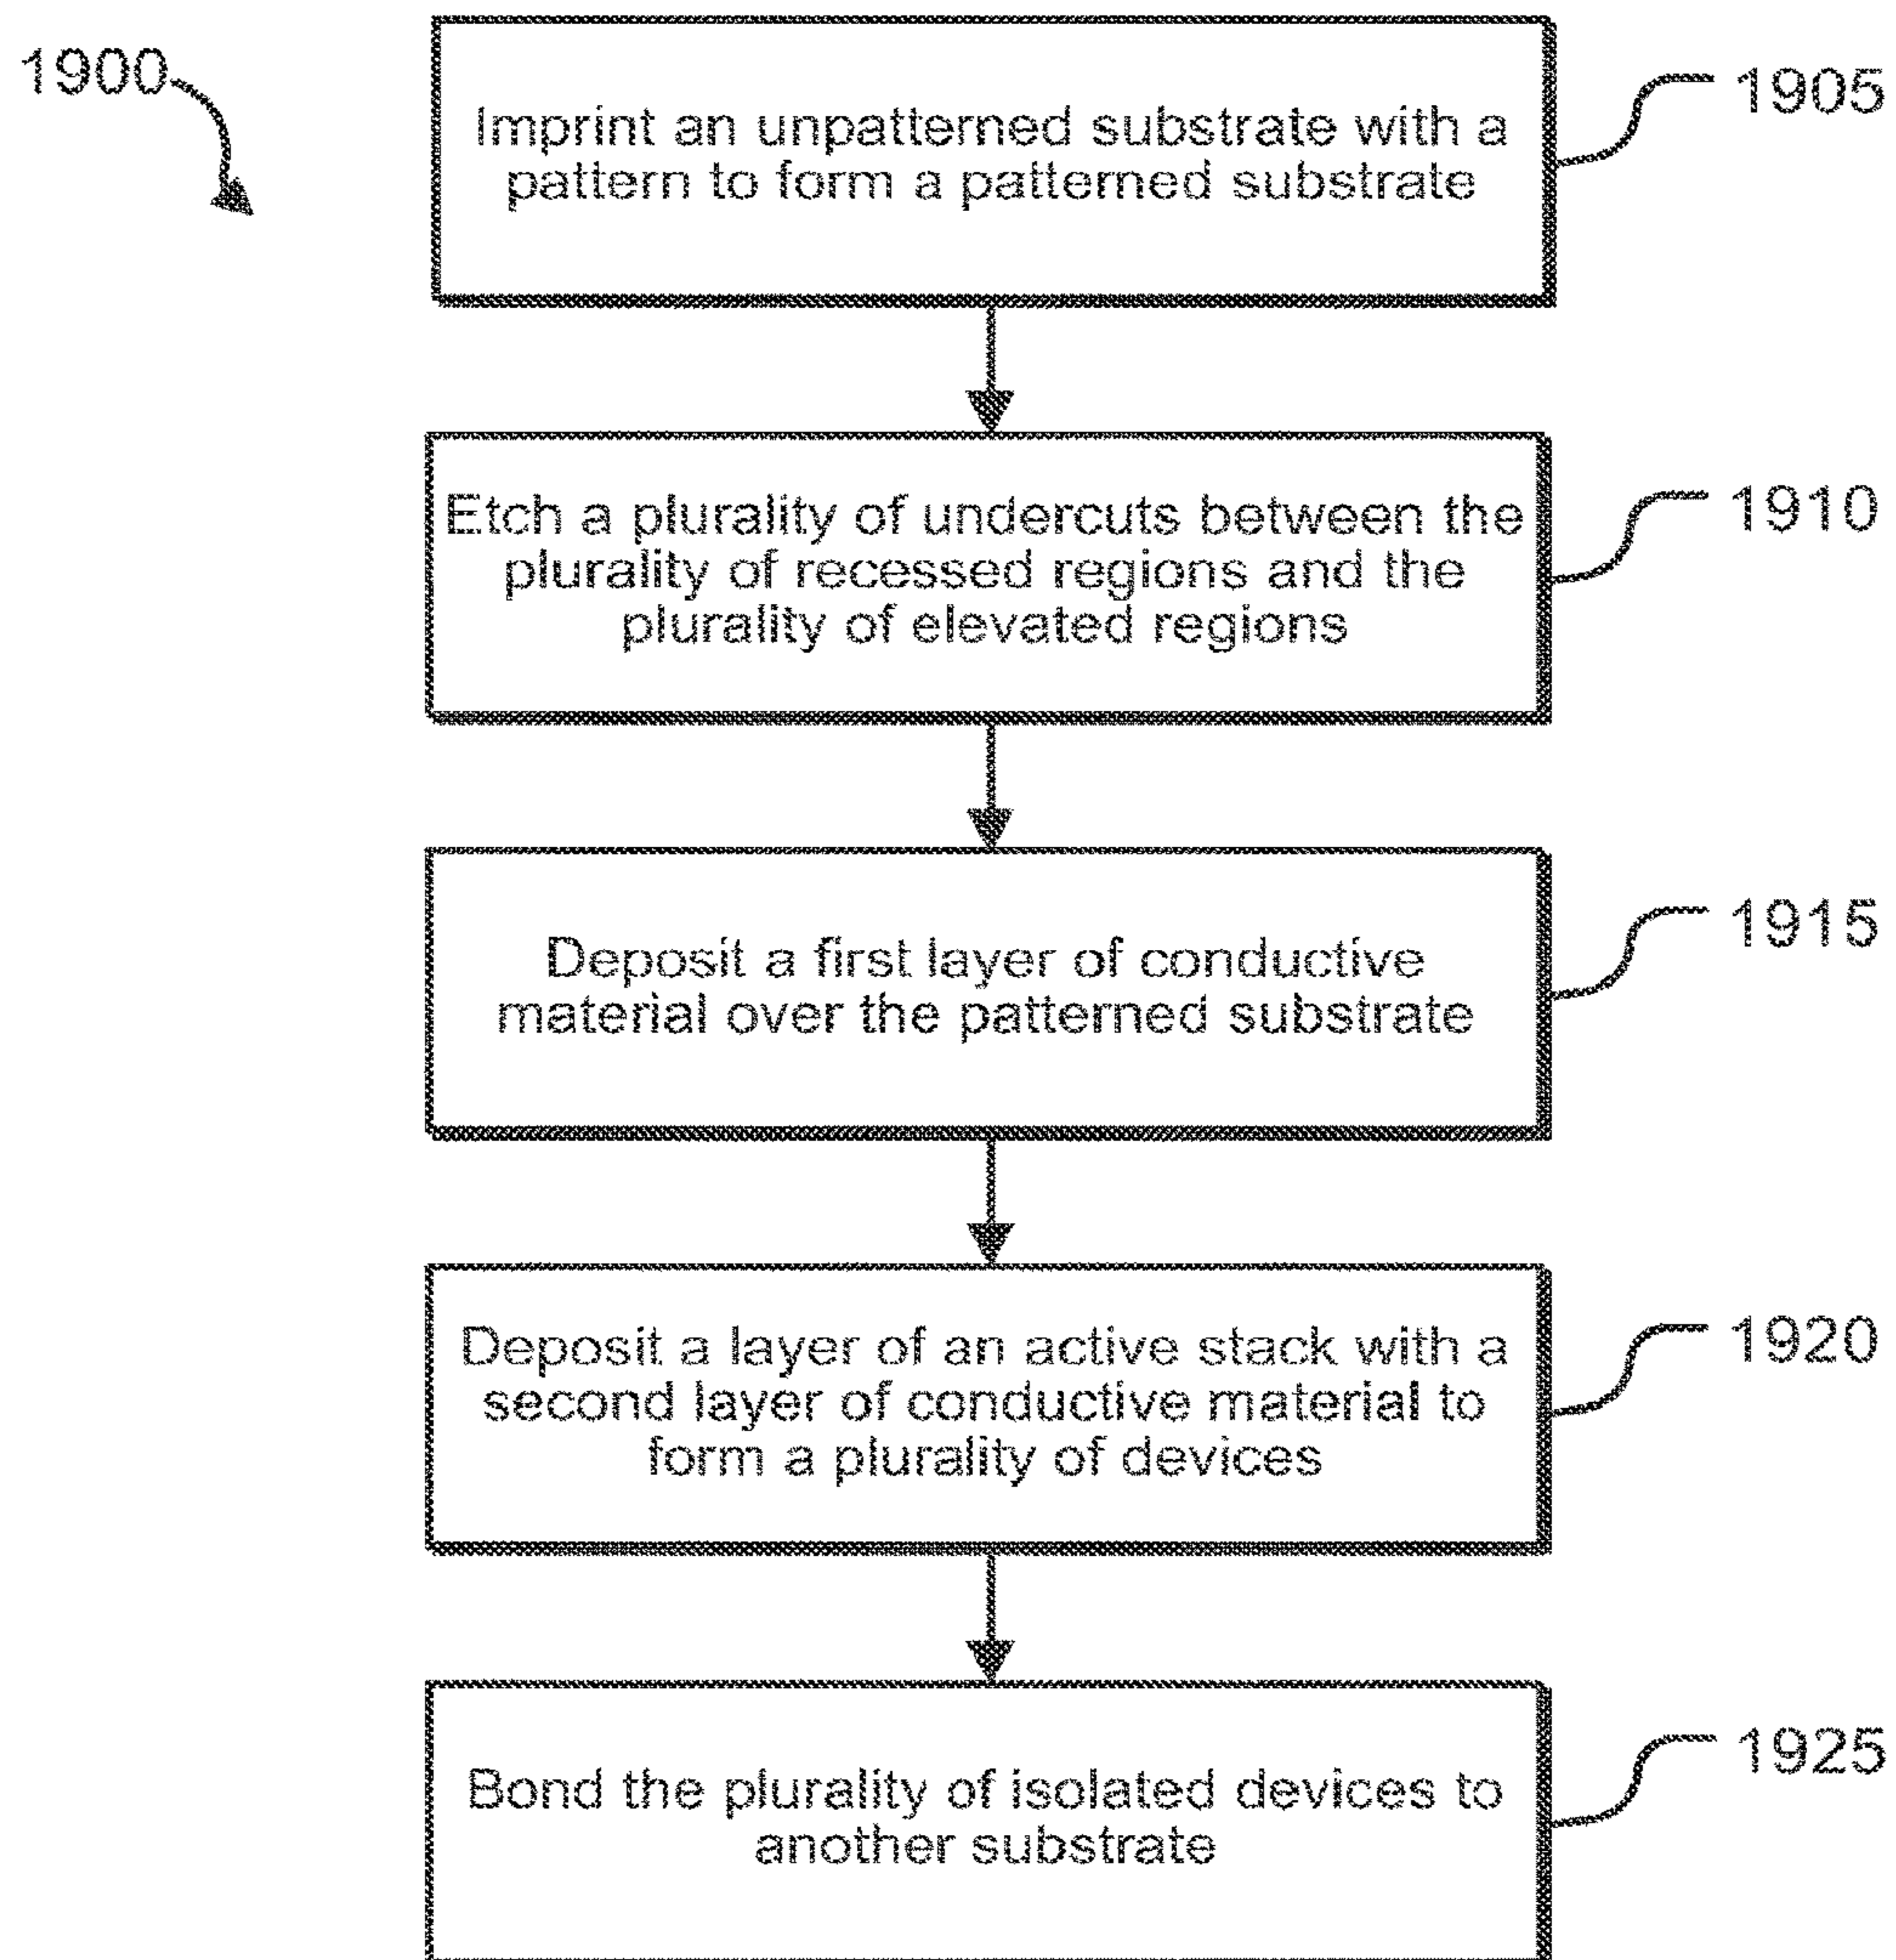 1900
Imprint an unpatterned substrate with a
pattern to form a patterned substrate
1905
Etch a plurality of undercuts between the
plurality of recessed regions and the
plurality of elevated regions
1910
Deposit a first layer of conductive
material over the patterned substrate
1915
Deposit a layer of an active stack with a
second layer of conductive material to
form a plurality of devices
1920
Bond the plurality of isolated devices to
another substrate
1925